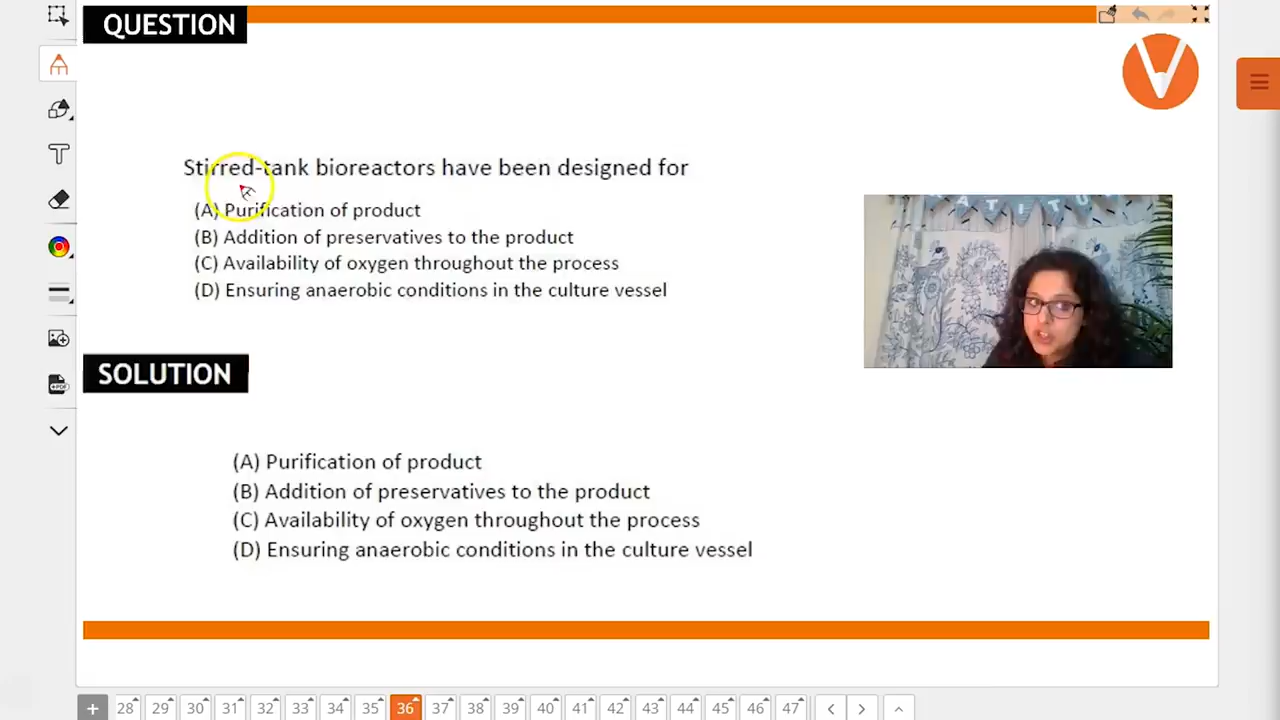 QUESTION
Stirred-tank bioreactors have been designed for
(A) Purification of product
(B) Addition of preservatives to the product
(C) Availability of oxygen throughout the process
(D) Ensuring anaerobic conditions in the culture vessel
ATITU
SOLUTION
(A) Purification of product
(B) Addition of preservatives to the product
(C) Availability of oxygen throughout the process
(D) Ensuring anaerobic conditions in the culture vessel
28 29 30 31 32 33 34 35 36 37 38 39 40 41 42 43 44 45 46 47